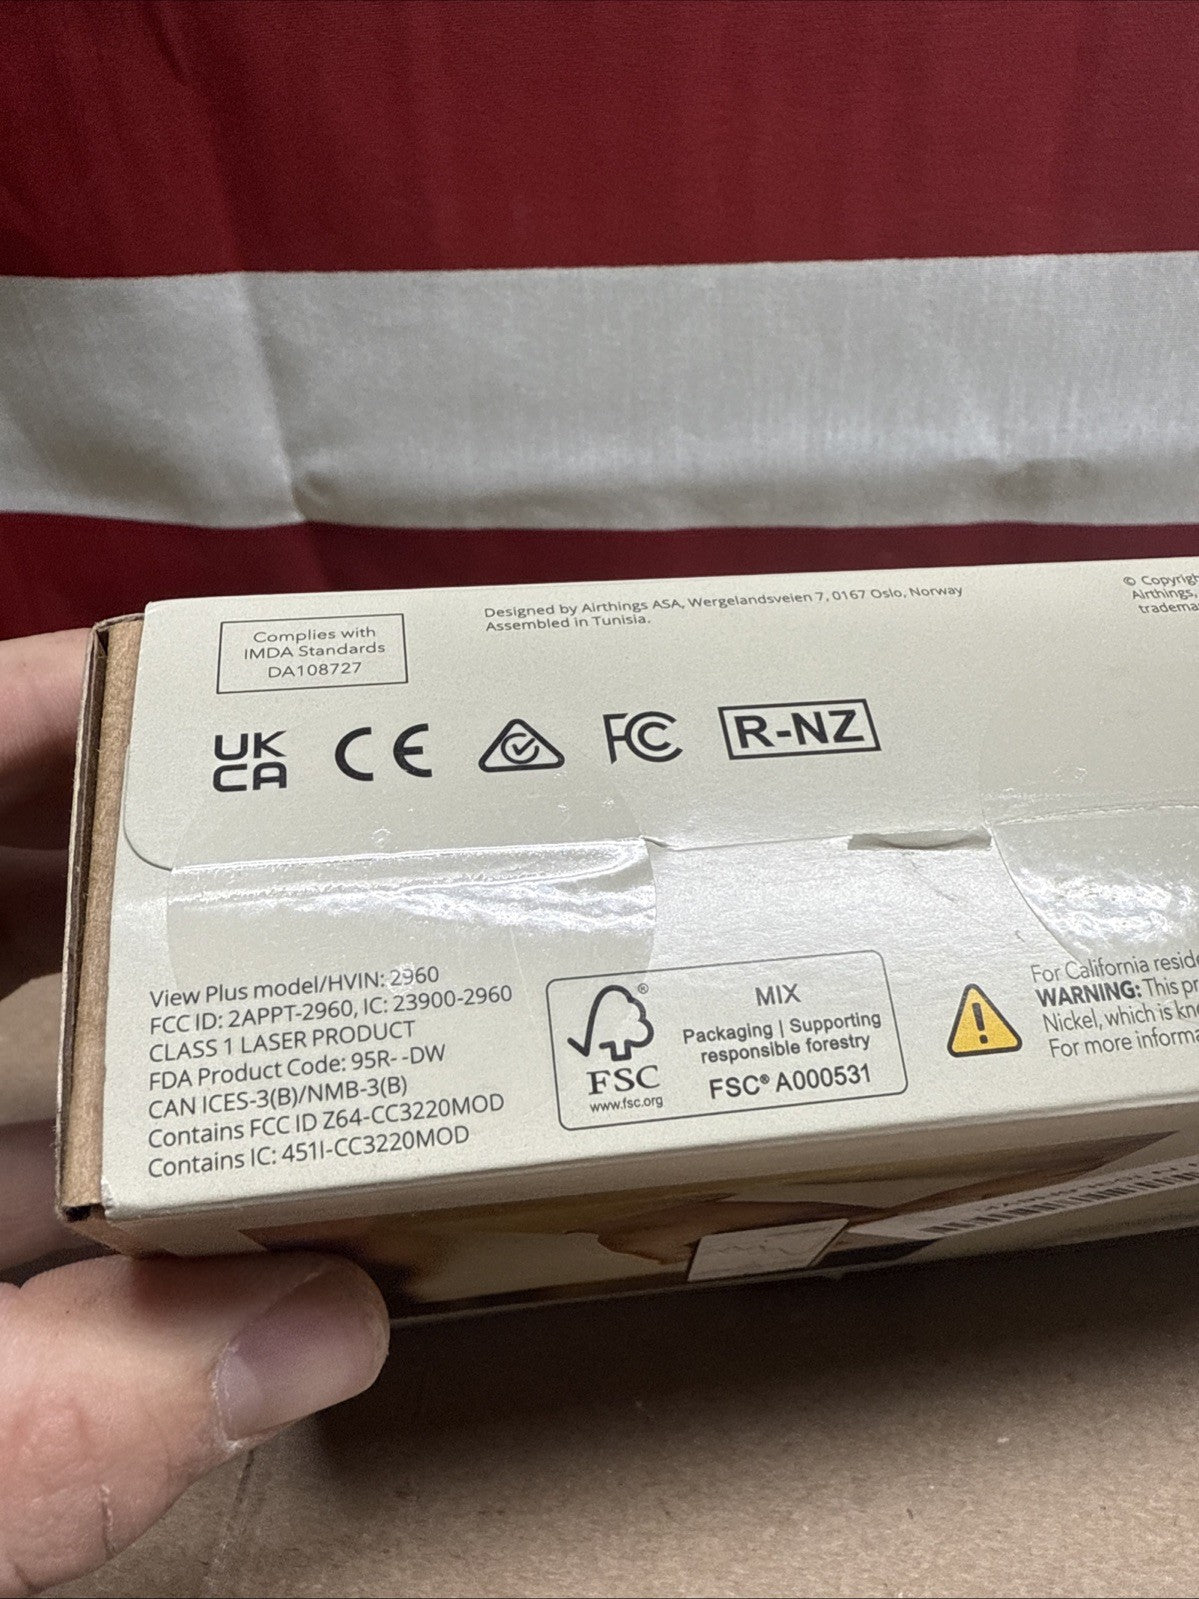 Complies with
IMDA Standards
DA108727
Designed by Airthings ASA, Wergelandsveien 7, 0167 Oslo, Norway
Assembled in Tunisia.
© Copyrigh
Airthings,
tradema
UK
CA
CE
FC
R-NZ
View Plus model/HVIN: 2960
FCC ID: 2APPT-2960, IC: 23900-2960
CLASS 1 LASER PRODUCT
FDA Product Code: 95R--DW
CAN ICES-3(B)/NMB-3(B)
Contains FCC ID Z64-CC3220MOD
Contains IC: 451I-CC3220MOD
®
FSC
www.fsc.org
MIX
Packaging | Supporting
responsible forestry
FSC® A000531
For California reside
WARNING: This pr
Nickel, which is kn
For more informa